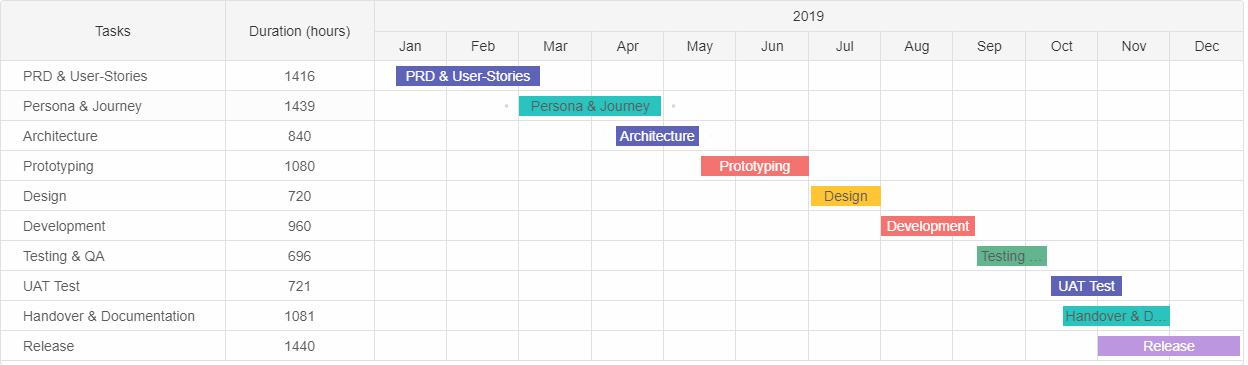 Tasks Duration (hours) 2019
Jan Feb Mar Apr May Jun Jul Aug Sep Oct Nov Dec
PRD & User-Stories 1416 PRD & User-Stories
Persona & Journey 1439 Persona & Journey
Architecture 840 Architecture
Prototyping 1080 Prototyping
Design 720 Design
Development 960 Development
Testing & QA 696 Testing ...
UAT Test 721 UAT Test
Handover & Documentation 1081 Handover & D...
Release 1440 Release